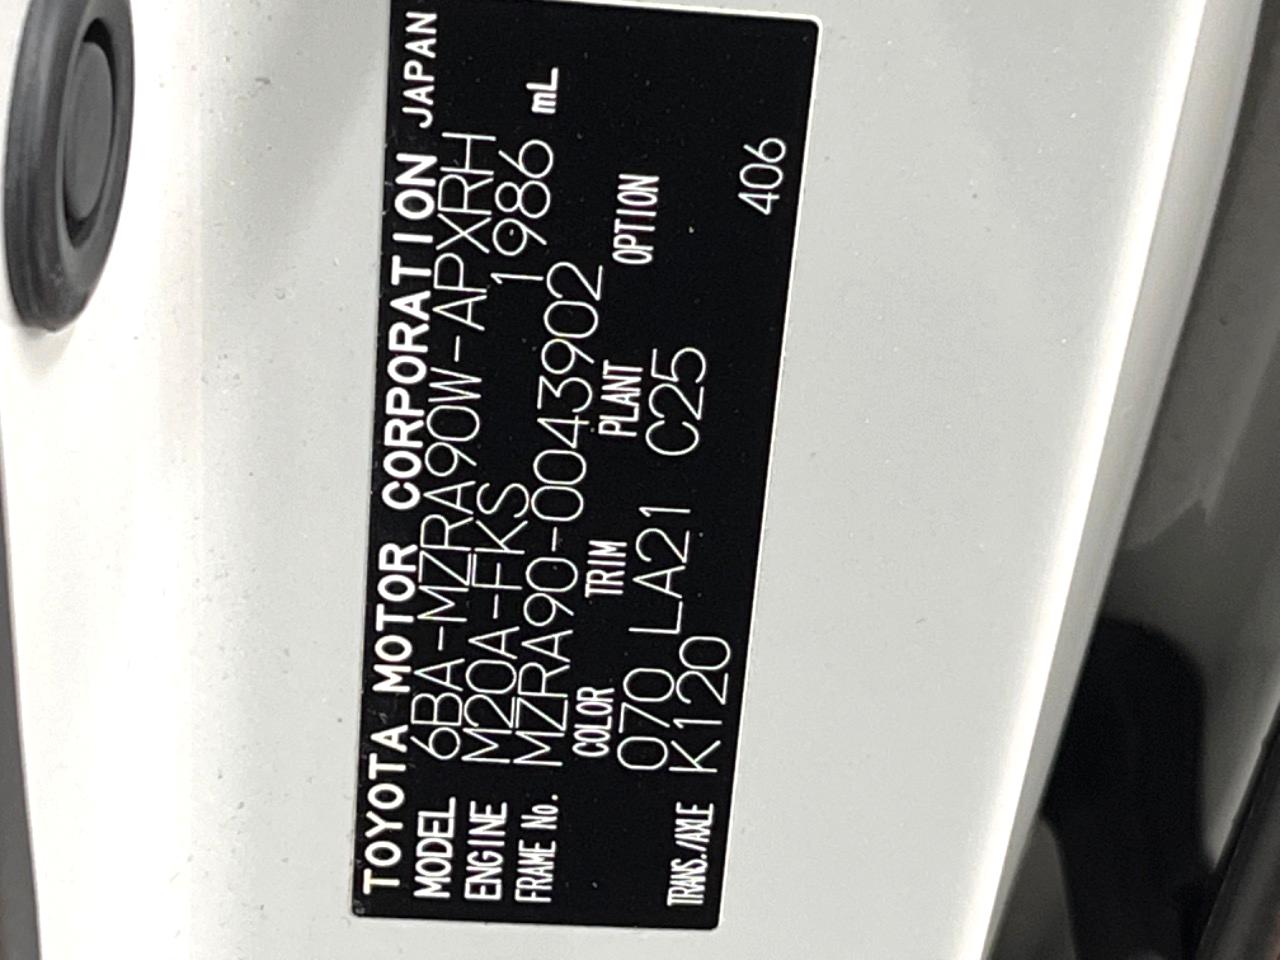 TOYOTA MOTOR CORPORATION JAPAN
MODEL 6BA-MZRA90W-APXRH
ENGINE M20A-FKS 1986 mL
FRAME No. MZRA90-0043902
COLOR TRIM PLANT OPTION
070 LA21 C25
TRANS./AXLE K120
406